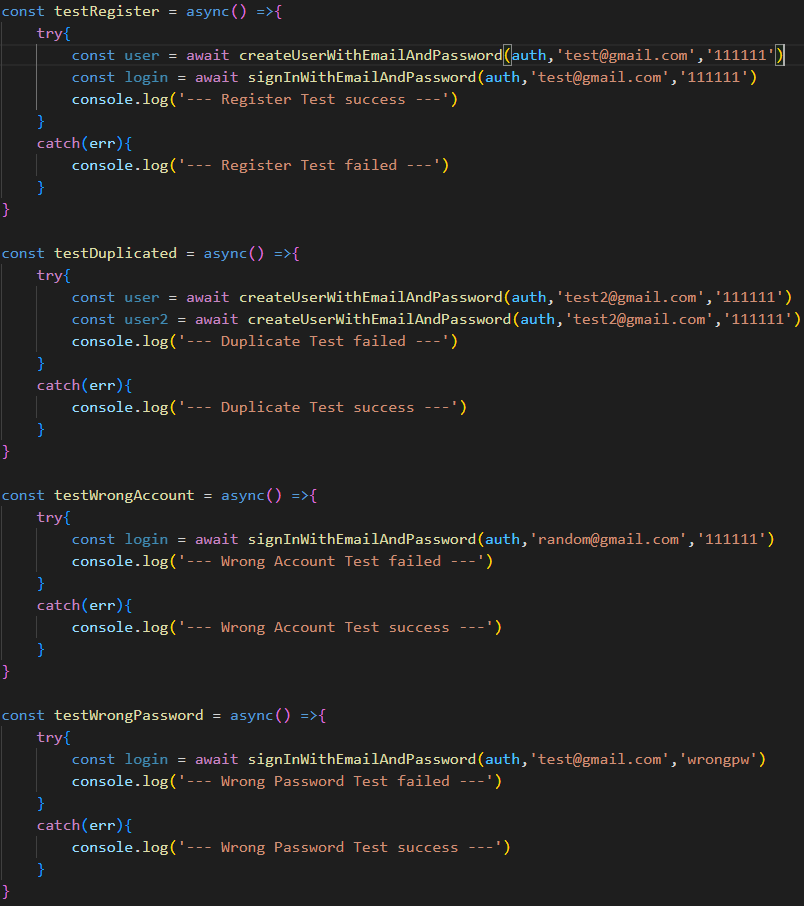 const testRegister = async() =>{
    try{
        const user = await createUserWithEmailAndPassword(auth,'test@gmail.com','111111')
        const login = await signInWithEmailAndPassword(auth,'test@gmail.com','111111')
        console.log('--- Register Test success ---')
    }
    catch(err){
        console.log('--- Register Test failed ---')
    }
}

const testDuplicated = async() =>{
    try{
        const user = await createUserWithEmailAndPassword(auth,'test2@gmail.com','111111')
        const user2 = await createUserWithEmailAndPassword(auth,'test2@gmail.com','111111')
        console.log('--- Duplicate Test failed ---')
    }
    catch(err){
        console.log('--- Duplicate Test success ---')
    }
}

const testWrongAccount = async() =>{
    try{
        const login = await signInWithEmailAndPassword(auth,'random@gmail.com','111111')
        console.log('--- Wrong Account Test failed ---')
    }
    catch(err){
        console.log('--- Wrong Account Test success ---')
    }
}

const testWrongPassword = async() =>{
    try{
        const login = await signInWithEmailAndPassword(auth,'test@gmail.com','wrongpw')
        console.log('--- Wrong Password Test failed ---')
    }
    catch(err){
        console.log('--- Wrong Password Test success ---')
    }
}